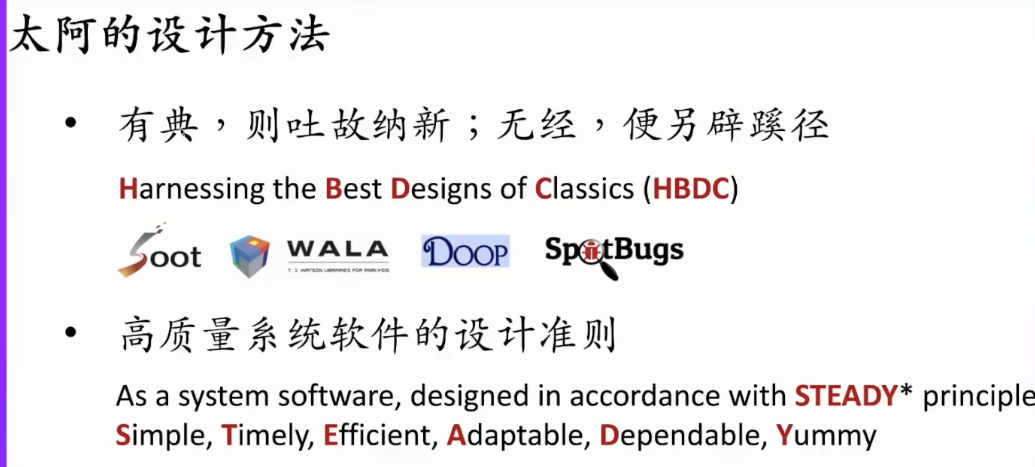 太阿的设计方法
• 有典，则吐故纳新；无经，便另辟蹊径
Harnessing the Best Designs of Classics (HBDC)
Soot WALA DOOP SpotBugs
T. J. WATSON LIBRARIES FOR ANALYSIS
• 高质量系统软件的设计准则
As a system software, designed in accordance with STEADY* principle
Simple, Timely, Efficient, Adaptable, Dependable, Yummy